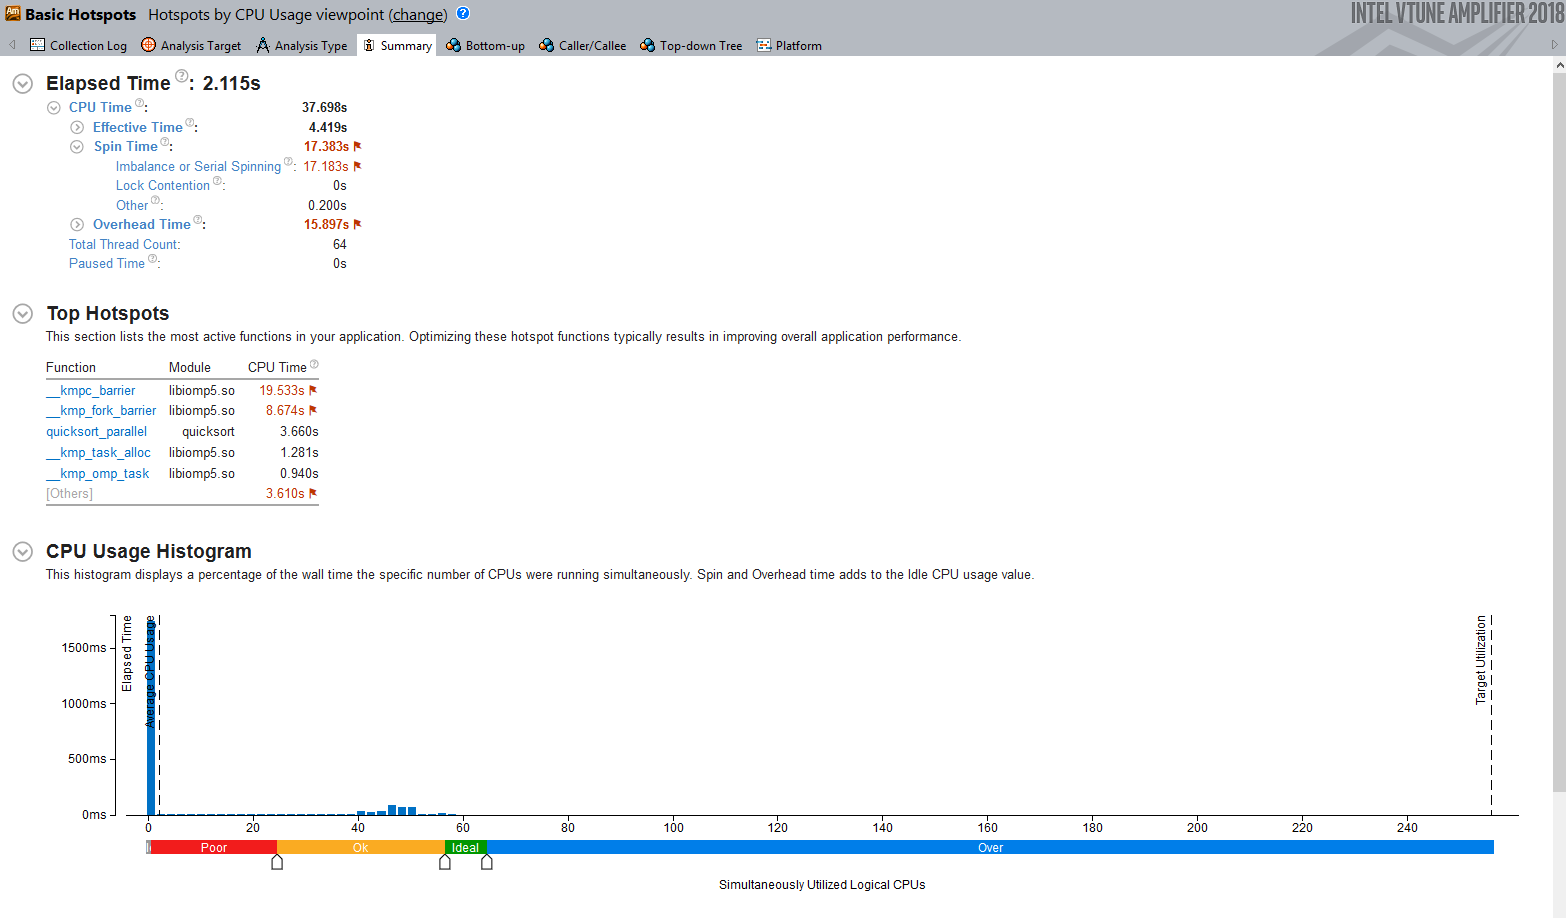 Basic Hotspots Hotspots by CPU Usage viewpoint (change) ?
INTEL VTUNE AMPLIFIER 2018
Collection Log Analysis Target Analysis Type Summary Bottom-up Caller/Callee Top-down Tree Platform
Elapsed Time ?: 2.115s
CPU Time ?: 37.698s
Effective Time ?: 4.419s
Spin Time ?: 17.383s
Imbalance or Serial Spinning ?: 17.183s
Lock Contention ?: 0s
Other ?: 0.200s
Overhead Time ?: 15.897s
Total Thread Count: 64
Paused Time ?: 0s
Top Hotspots
This section lists the most active functions in your application. Optimizing these hotspot functions typically results in improving overall application performance.
Function Module CPU Time ?
__kmpc_barrier libiomp5.so 19.533s
__kmp_fork_barrier libiomp5.so 8.674s
quicksort_parallel quicksort 3.660s
__kmp_task_alloc libiomp5.so 1.281s
__kmp_omp_task libiomp5.so 0.940s
[Others] 3.610s
CPU Usage Histogram
This histogram displays a percentage of the wall time the specific number of CPUs were running simultaneously. Spin and Overhead time adds to the Idle CPU usage value.
Elapsed Time
Average CPU Usage
Target Utilization
1500ms
1000ms
500ms
0ms
0 20 40 60 80 100 120 140 160 180 200 220 240
Poor Ok Ideal Over
Simultaneously Utilized Logical CPUs